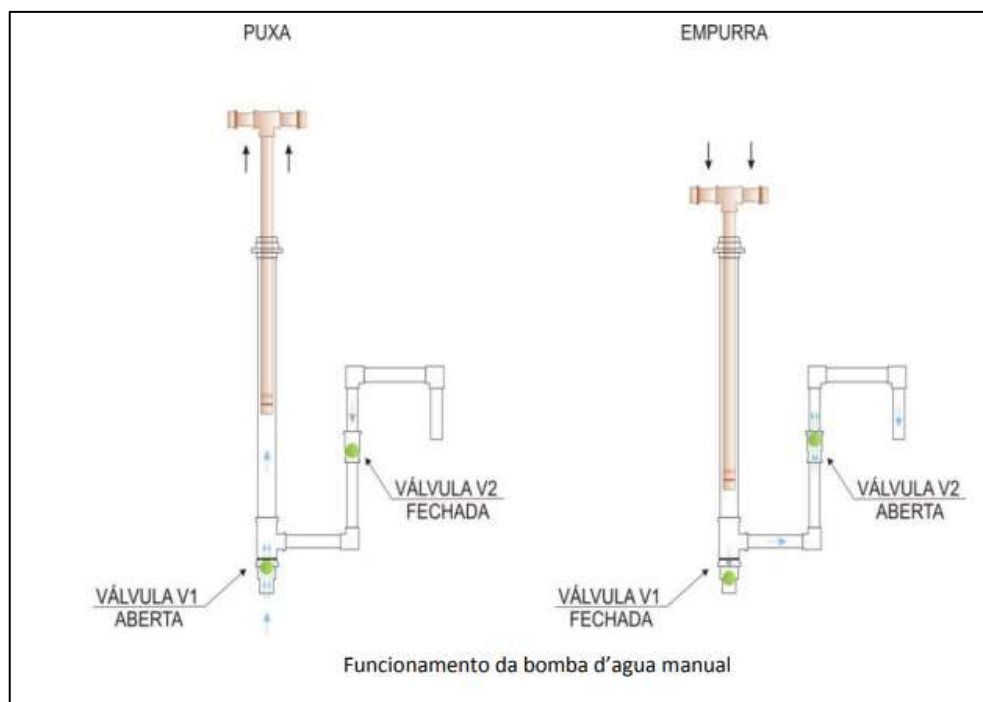 PUXA
EMPURRA
VÁLVULA V2
FECHADA
VÁLVULA V1
ABERTA
VÁLVULA V2
ABERTA
VÁLVULA V1
FECHADA
Funcionamento da bomba d’agua manual